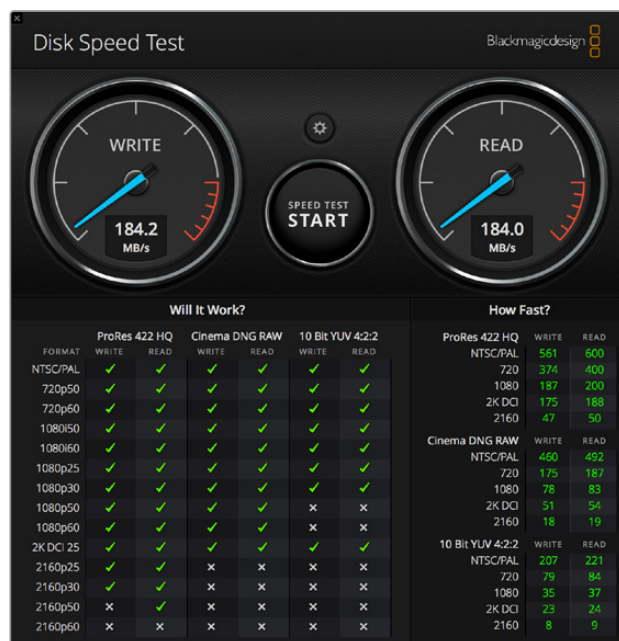 Disk Speed Test
Blackmagicdesign
WRITE
184.2
MB/s
SPEED TEST
START
READ
184.0
MB/s
Will It Work?
ProRes 422 HQ Cinema DNG RAW 10 Bit YUV 4:2:2
FORMAT WRITE READ WRITE READ WRITE READ
NTSC/PAL ✓ ✓ ✓ ✓ ✓ ✓
720p50 ✓ ✓ ✓ ✓ ✓ ✓
720p60 ✓ ✓ ✓ ✓ ✓ ✓
1080i50 ✓ ✓ ✓ ✓ ✓ ✓
1080i60 ✓ ✓ ✓ ✓ ✓ ✓
1080p25 ✓ ✓ ✓ ✓ ✓ ✓
1080p30 ✓ ✓ ✓ ✓ ✓ ✓
1080p50 ✓ ✓ ✓ ✓ × ×
1080p60 ✓ ✓ ✓ ✓ × ×
2K DCI 25 ✓ ✓ ✓ ✓ ✓ ✓
2160p25 ✓ ✓ × × × ×
2160p30 ✓ ✓ × × × ×
2160p50 × ✓ × × × ×
2160p60 × × × × × ×
How Fast?
ProRes 422 HQ WRITE READ
NTSC/PAL 561 600
720 374 400
1080 187 200
2K DCI 175 188
2160 47 50
Cinema DNG RAW WRITE READ
NTSC/PAL 460 492
720 175 187
1080 78 83
2K DCI 51 54
2160 18 19
10 Bit YUV 4:2:2 WRITE READ
NTSC/PAL 207 221
720 79 84
1080 35 37
2K DCI 23 24
2160 8 9